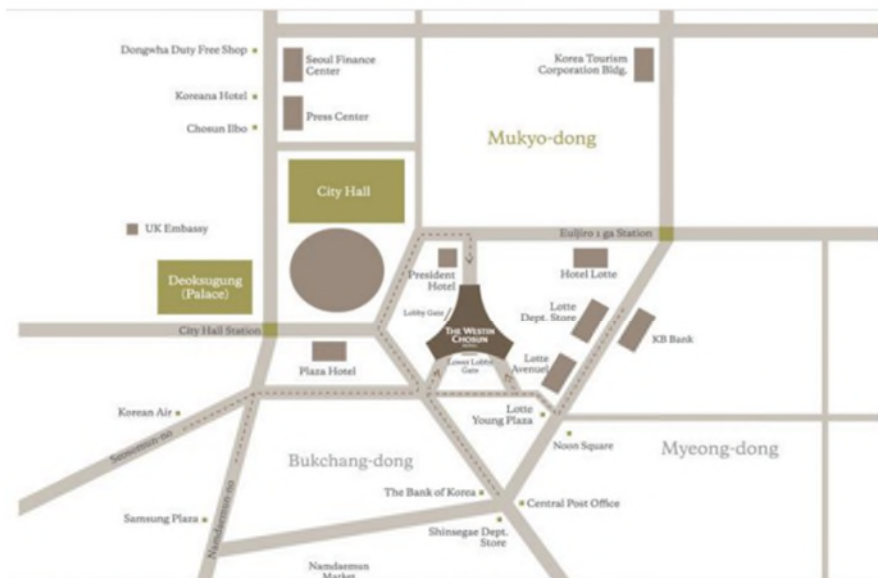 Dongwha Duty Free Shop
Seoul Finance
Center
Korea Tourism
Corporation Bldg.
Koreana Hotel
Press Center
Chosun Ilbo
Mukyo-dong
City Hall
UK Embassy
Euljiro 1 ga Station
Deoksugung
(Palace)
President
Hotel
Hotel Lotte
Lobby Gate
Lotte
Dept. Store
City Hall Station
THE WESTIN
CHOSUN
KB Bank
Plaza Hotel
Lower Lobby
Gate
Lotte
Avenuel
Korean Air
Lotte
Young Plaza
Seosomun-no
Noon Square
Bukchang-dong
Myeong-dong
The Bank of Korea
Central Post Office
Samsung Plaza
Namdaemun-no
Shinsegae Dept.
Store
Namdaemun
Market